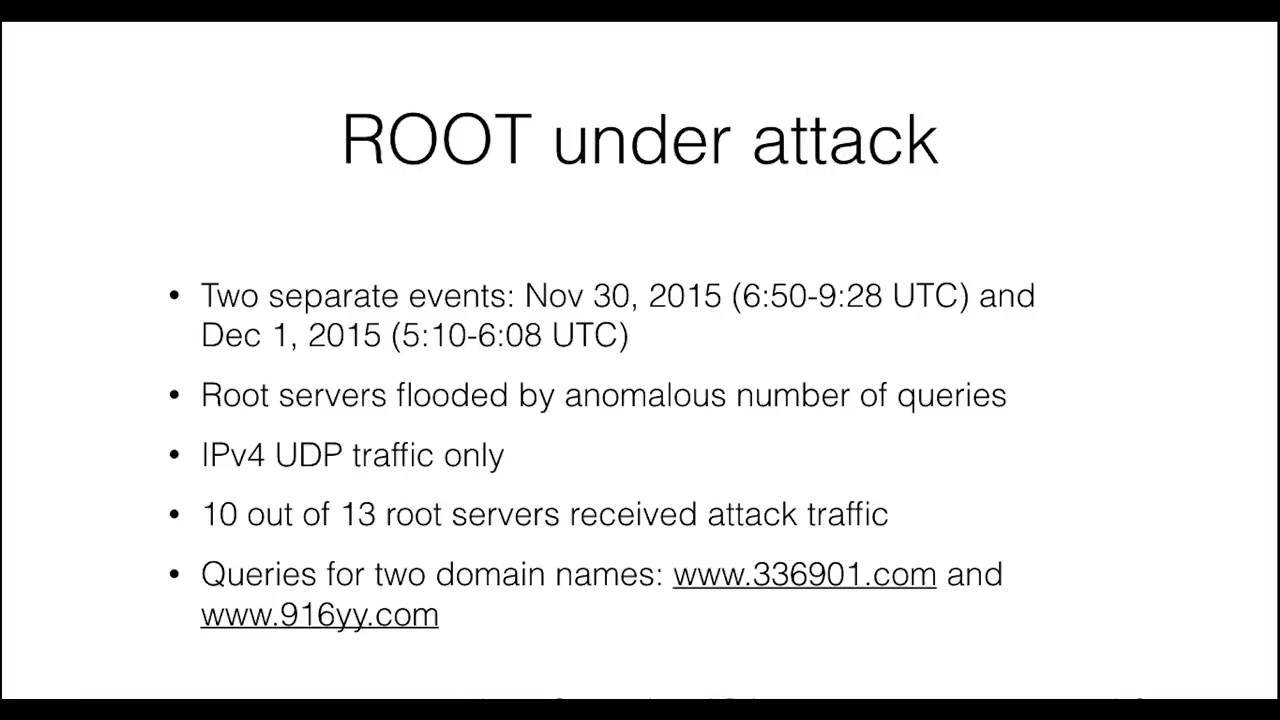 ROOT under attack
• Two separate events: Nov 30, 2015 (6:50-9:28 UTC) and
Dec 1, 2015 (5:10-6:08 UTC)
• Root servers flooded by anomalous number of queries
• IPv4 UDP traffic only
• 10 out of 13 root servers received attack traffic
• Queries for two domain names: www.336901.com and
www.916yy.com